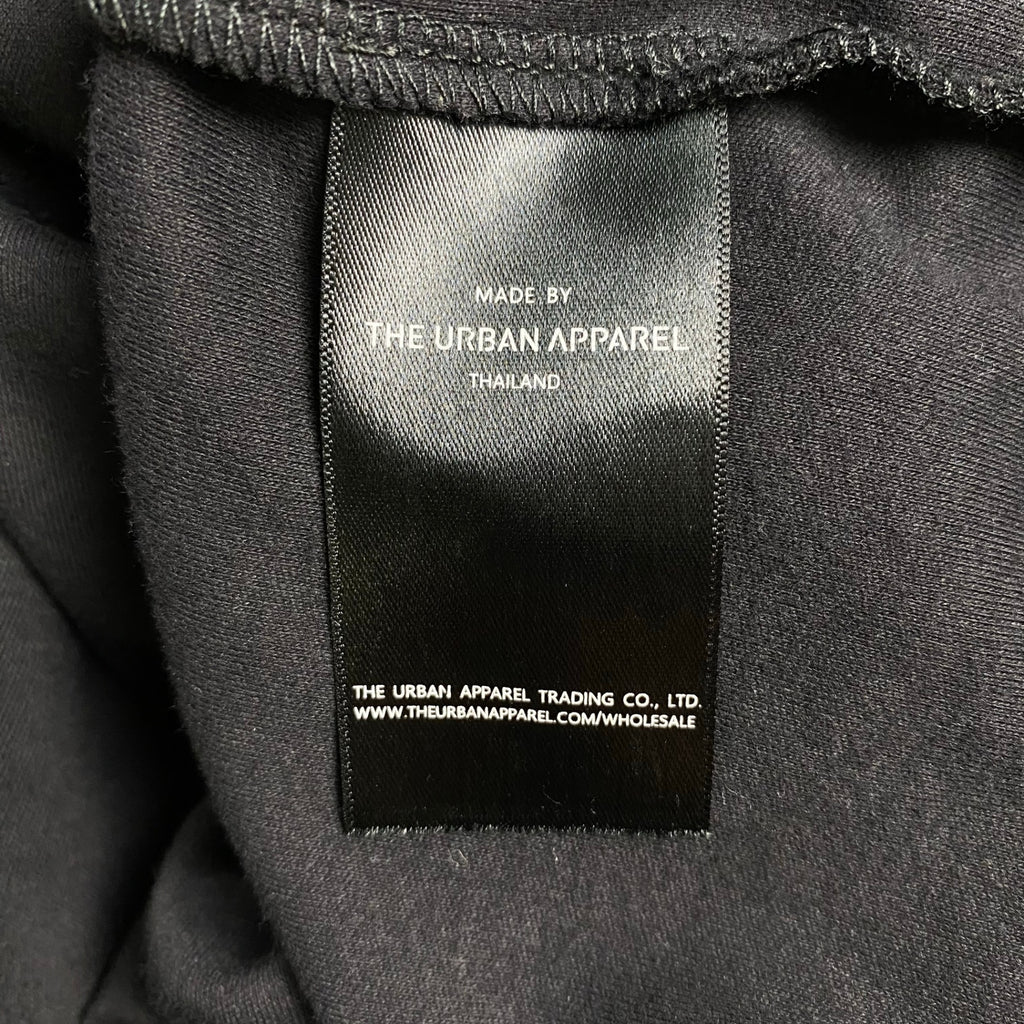 MADE BY
THE URBAN APPAREL
THAILAND
THE URBAN APPAREL TRADING CO., LTD.
WWW.THEURBANAPPAREL.COM/WHOLESALE